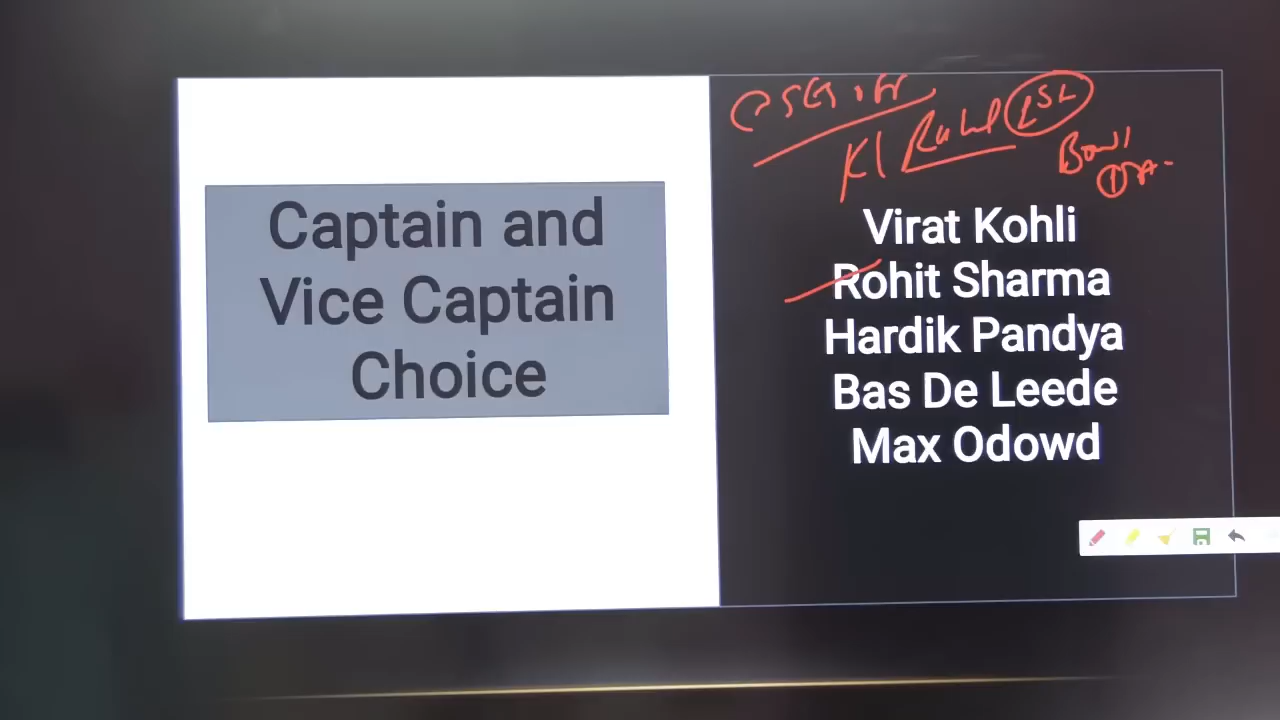 Captain and
Vice Captain
Choice
Kl Rahul
Virat Kohli
Rohit Sharma
Hardik Pandya
Bas De Leede
Max Odowd